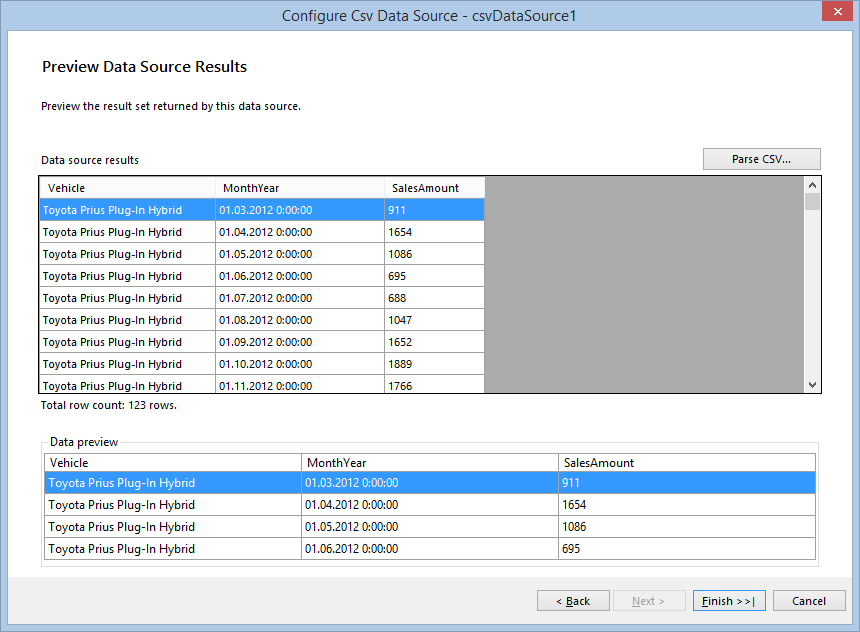 Configure Csv Data Source - csvDataSource1
Preview Data Source Results
Preview the result set returned by this data source.
Data source results
Parse CSV...
Vehicle MonthYear SalesAmount
Toyota Prius Plug-In Hybrid 01.03.2012 0:00:00 911
Toyota Prius Plug-In Hybrid 01.04.2012 0:00:00 1654
Toyota Prius Plug-In Hybrid 01.05.2012 0:00:00 1086
Toyota Prius Plug-In Hybrid 01.06.2012 0:00:00 695
Toyota Prius Plug-In Hybrid 01.07.2012 0:00:00 688
Toyota Prius Plug-In Hybrid 01.08.2012 0:00:00 1047
Toyota Prius Plug-In Hybrid 01.09.2012 0:00:00 1652
Toyota Prius Plug-In Hybrid 01.10.2012 0:00:00 1889
Toyota Prius Plug-In Hybrid 01.11.2012 0:00:00 1766
Total row count: 123 rows.
Data preview
Vehicle MonthYear SalesAmount
Toyota Prius Plug-In Hybrid 01.03.2012 0:00:00 911
Toyota Prius Plug-In Hybrid 01.04.2012 0:00:00 1654
Toyota Prius Plug-In Hybrid 01.05.2012 0:00:00 1086
Toyota Prius Plug-In Hybrid 01.06.2012 0:00:00 695
< Back Next > Finish >>| Cancel